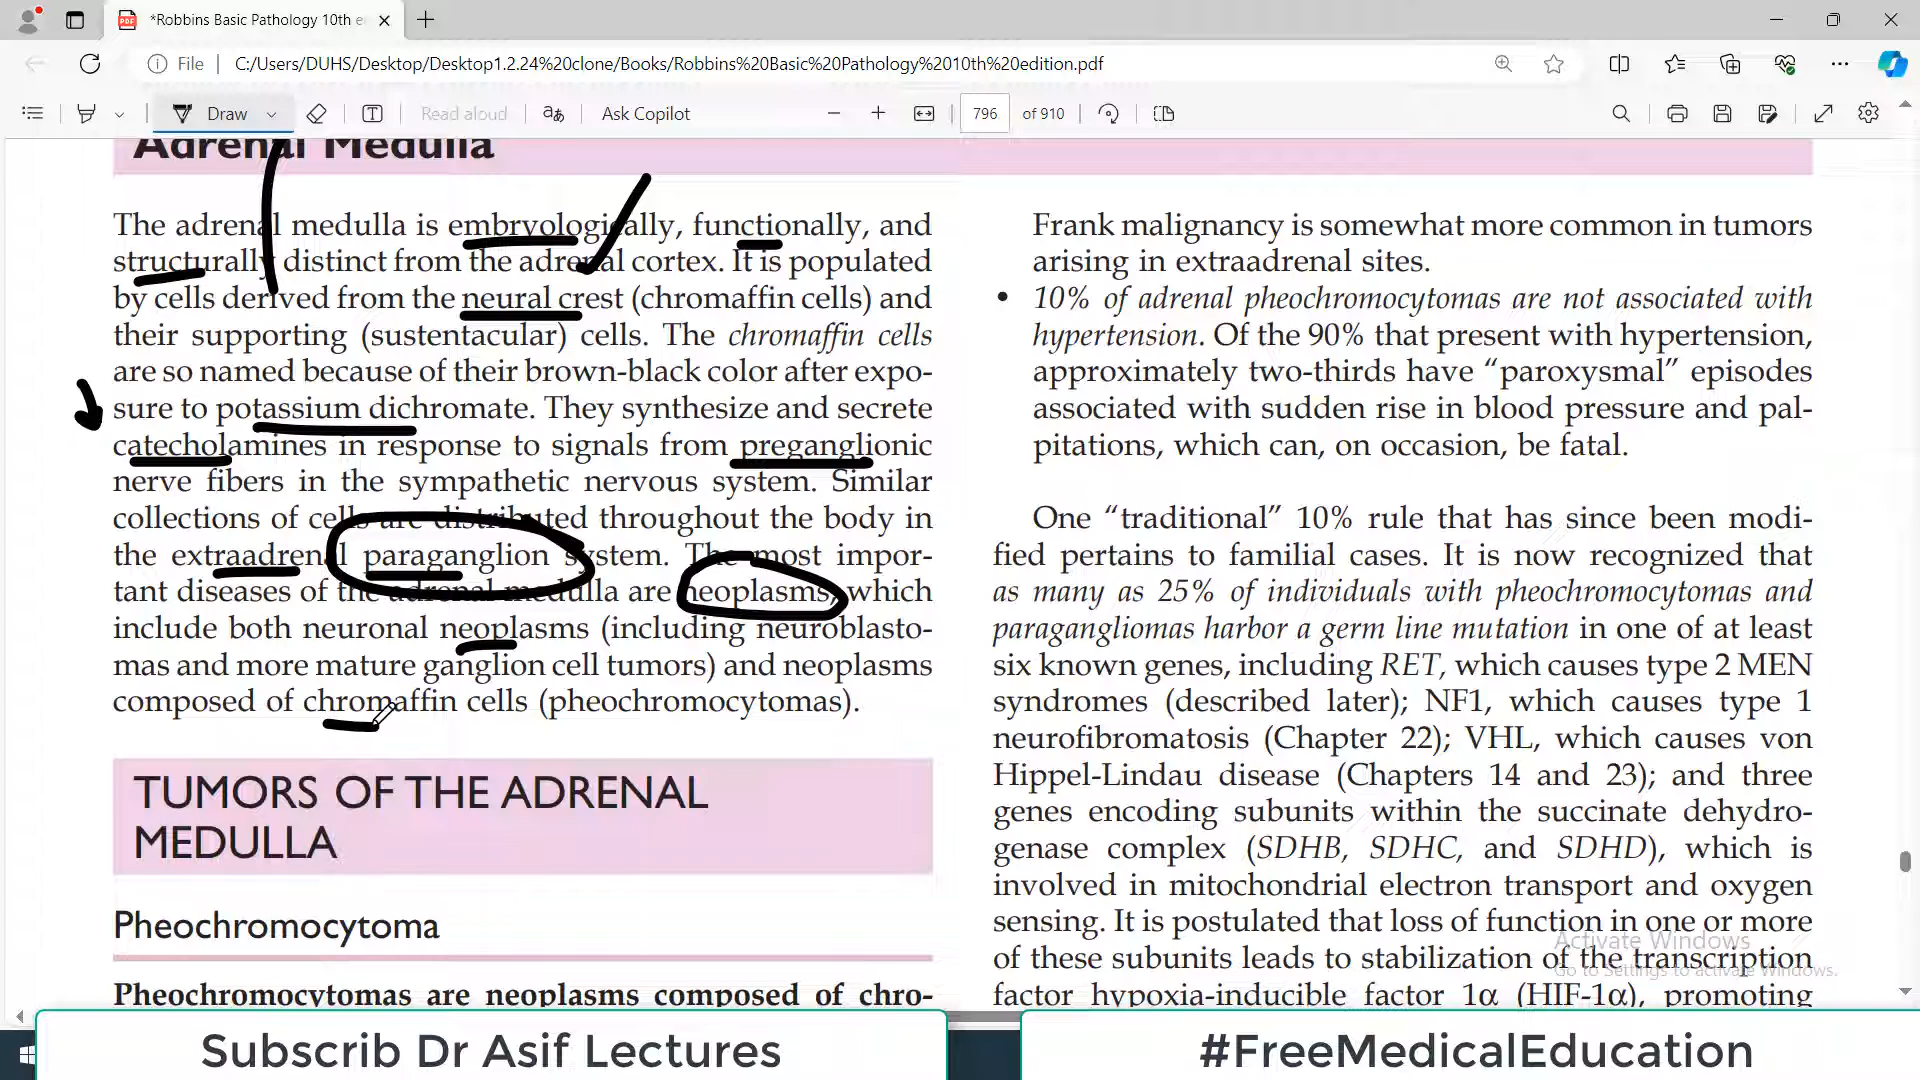 *Robbins Basic Pathology 10th e
File
C:/Users/DUHS/Desktop/Desktop1.2.24%20clone/Books/Robbins%20Basic%20Pathology%2010th%20edition.pdf
Draw
Read aloud
aあ
Ask Copilot
796 of 910
Adrenal Medulla
The adrenal medulla is embryologically, functionally, and
structurally distinct from the adrenal cortex. It is populated
by cells derived from the neural crest (chromaffin cells) and
their supporting (sustentacular) cells. The chromaffin cells
are so named because of their brown-black color after expo-
sure to potassium dichromate. They synthesize and secrete
catecholamines in response to signals from preganglionic
nerve fibers in the sympathetic nervous system. Similar
collections of cells are distributed throughout the body in
the extraadrenal paraganglion system. The most impor-
tant diseases of the adrenal medulla are neoplasms, which
include both neuronal neoplasms (including neuroblasto-
mas and more mature ganglion cell tumors) and neoplasms
composed of chromaffin cells (pheochromocytomas).
TUMORS OF THE ADRENAL
MEDULLA
Pheochromocytoma
Pheochromocytomas are neoplasms composed of chro-
Frank malignancy is somewhat more common in tumors
arising in extraadrenal sites.
• 10% of adrenal pheochromocytomas are not associated with
hypertension. Of the 90% that present with hypertension,
approximately two-thirds have “paroxysmal” episodes
associated with sudden rise in blood pressure and pal-
pitations, which can, on occasion, be fatal.
One “traditional” 10% rule that has since been modi-
fied pertains to familial cases. It is now recognized that
as many as 25% of individuals with pheochromocytomas and
paragangliomas harbor a germ line mutation in one of at least
six known genes, including RET, which causes type 2 MEN
syndromes (described later); NF1, which causes type 1
neurofibromatosis (Chapter 22); VHL, which causes von
Hippel-Lindau disease (Chapters 14 and 23); and three
genes encoding subunits within the succinate dehydro-
genase complex (SDHB, SDHC, and SDHD), which is
involved in mitochondrial electron transport and oxygen
sensing. It is postulated that loss of function in one or more
of these subunits leads to stabilization of the transcription
factor hypoxia-inducible factor 1α (HIF-1α), promoting
Activate Windows
Go to Settings to activate Windows.
Subscrib Dr Asif Lectures
#FreeMedicalEducation